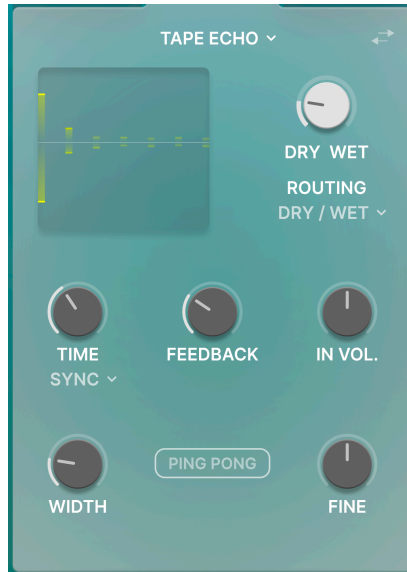 TAPE ECHO
DRY WET
ROUTING
DRY / WET
TIME
FEEDBACK
IN VOL.
SYNC
PING PONG
WIDTH
FINE